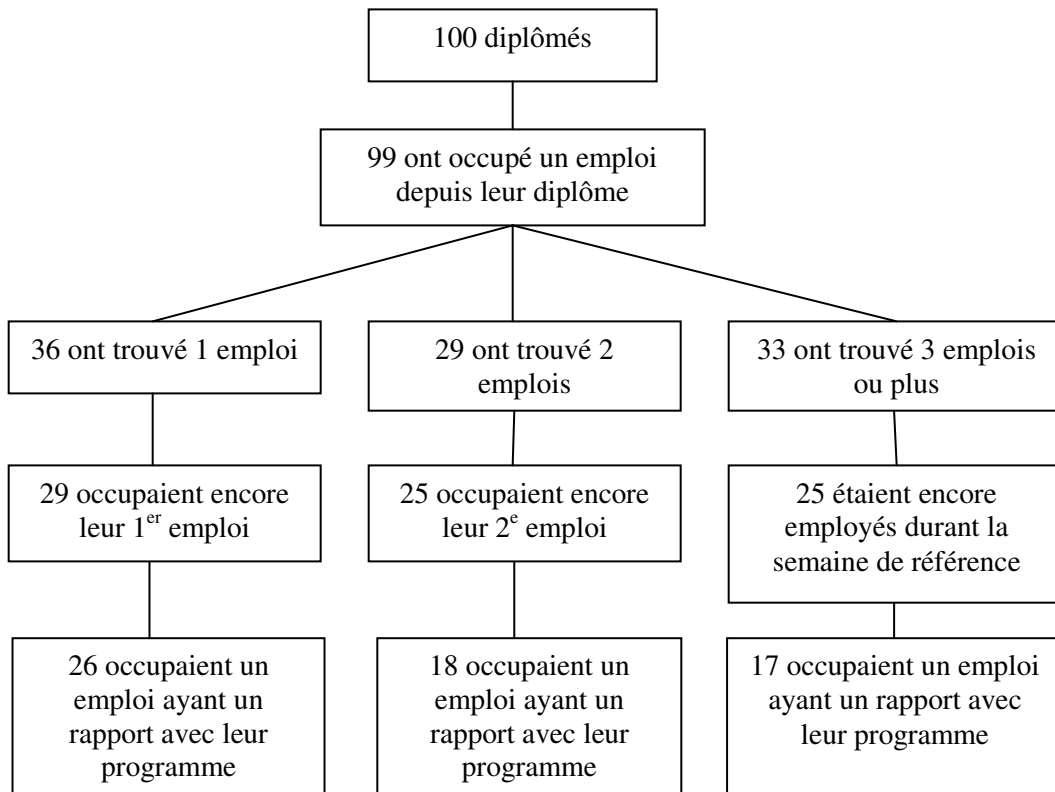 100 diplômés
99 ont occupé un emploi
depuis leur diplôme
36 ont trouvé 1 emploi
29 ont trouvé 2
emplois
33 ont trouvé 3 emplois
ou plus
29 occupaient encore
leur 1er emploi
25 occupaient encore
leur 2e emploi
25 étaient encore
employés durant la
semaine de référence
26 occupaient un
emploi ayant un
rapport avec leur
programme
18 occupaient un
emploi ayant un
rapport avec leur
programme
17 occupaient un emploi
ayant un rapport avec
leur programme